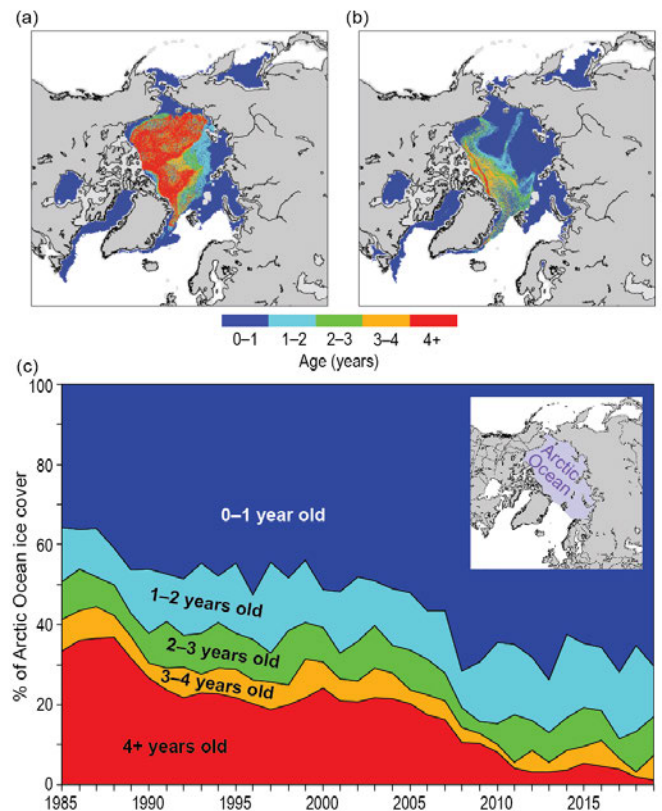 (a)
(b)
0–1
1–2
2–3
3–4
4+
Age (years)
(c)
% of Arctic Ocean ice cover
100
80
60
40
20
0
Arctic
Ocean
0–1 year old
1–2 years old
2–3 years old
3–4 years old
4+ years old
1985
1990
1995
2000
2005
2010
2015